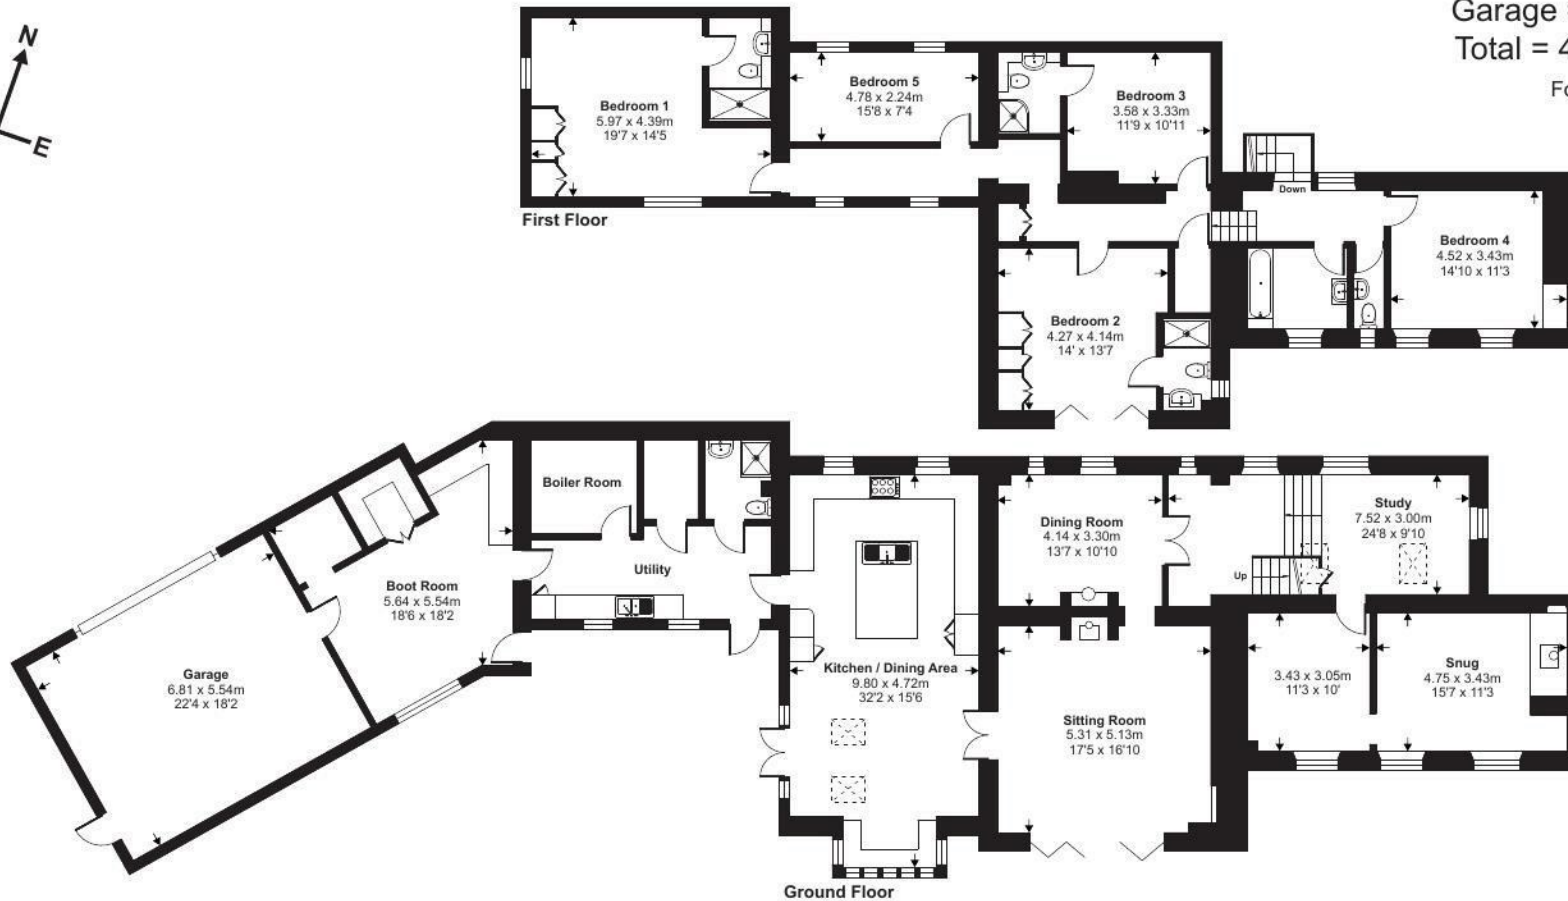 N
E
Garage
Total = 4
Fo
Bedroom 1
5.97 x 4.39m
19'7 x 14'5
Bedroom 5
4.78 x 2.24m
15'8 x 7'4
Bedroom 3
3.58 x 3.33m
11'9 x 10'11
Down
Bedroom 4
4.52 x 3.43m
14'10 x 11'3
First Floor
Bedroom 2
4.27 x 4.14m
14' x 13'7
Boiler Room
Utility
Boot Room
5.64 x 5.54m
18'6 x 18'2
Garage
6.81 x 5.54m
22'4 x 18'2
Kitchen / Dining Area
9.80 x 4.72m
32'2 x 15'6
Dining Room
4.14 x 3.30m
13'7 x 10'10
Study
7.52 x 3.00m
24'8 x 9'10
Up
Sitting Room
5.31 x 5.13m
17'5 x 16'10
3.43 x 3.05m
11'3 x 10'
Snug
4.75 x 3.43m
15'7 x 11'3
Ground Floor